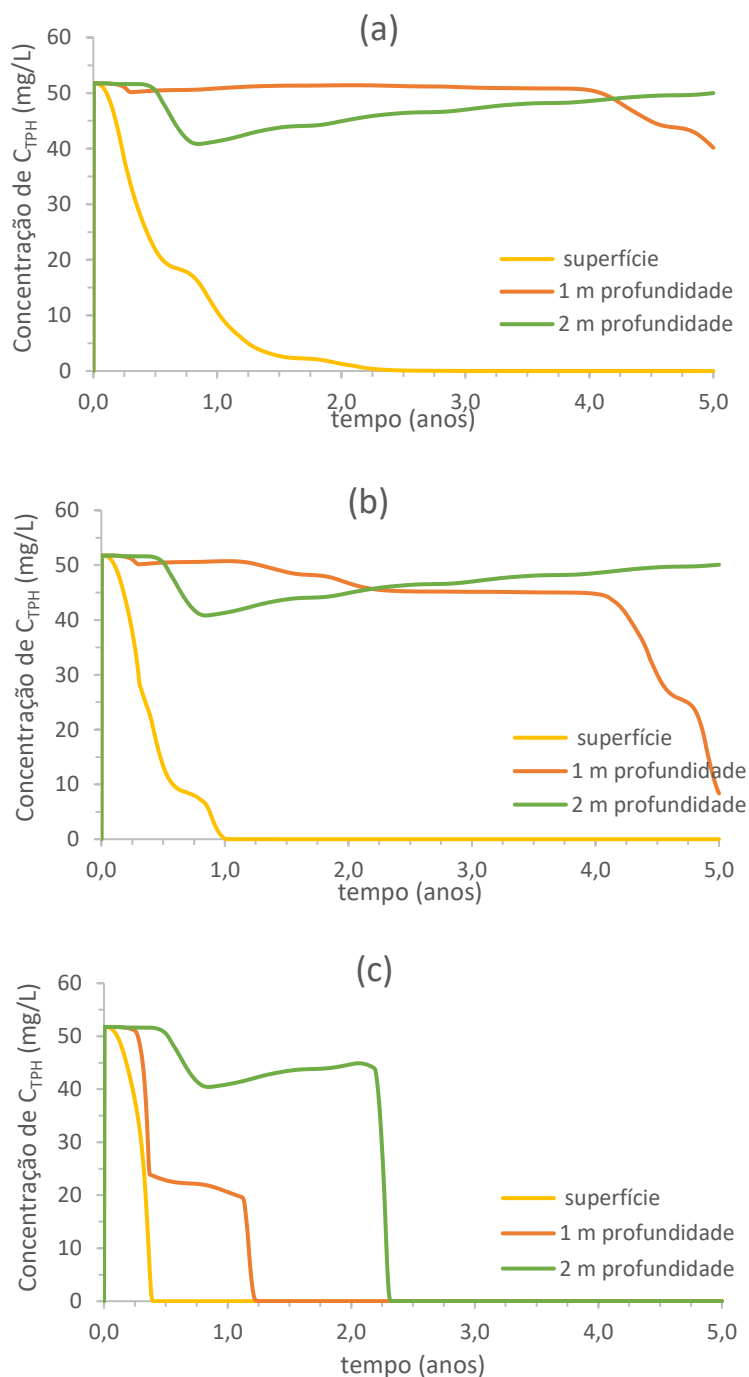 (a)
Concentração de CTPH (mg/L)
60
50
40
30
20
10
0
superfície
1 m profundidade
2 m profundidade
0,0 1,0 2,0 3,0 4,0 5,0
tempo (anos)
(b)
Concentração de CTPH (mg/L)
60
50
40
30
20
10
0
superfície
1 m profundidade
2 m profundidade
0,0 1,0 2,0 3,0 4,0 5,0
tempo (anos)
(c)
Concentração de CTPH (mg/L)
60
50
40
30
20
10
0
superfície
1 m profundidade
2 m profundidade
0,0 1,0 2,0 3,0 4,0 5,0
tempo (anos)